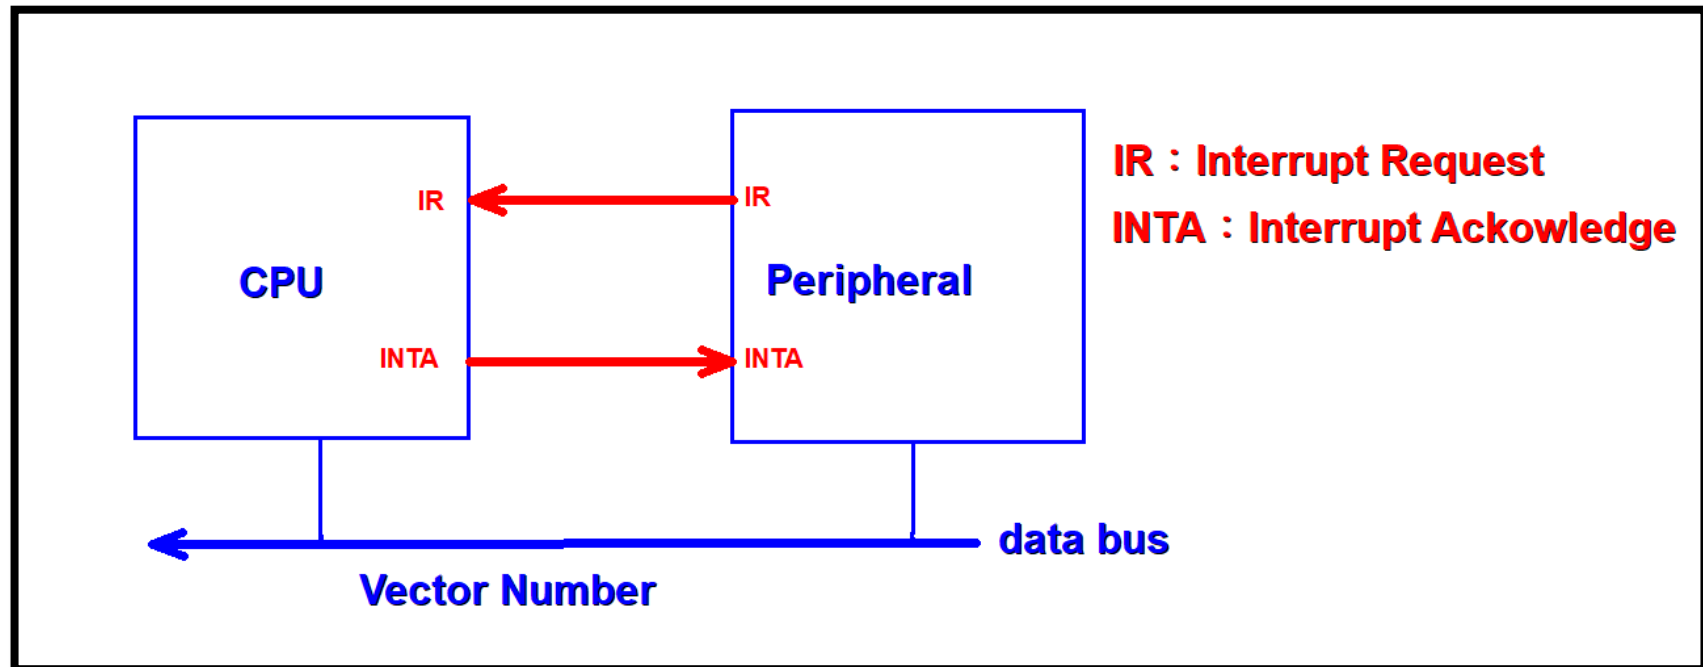 IR：Interrupt Request
INTA：Interrupt Ackowledge
IR
IR
CPU
Peripheral
INTA
INTA
data bus
Vector Number